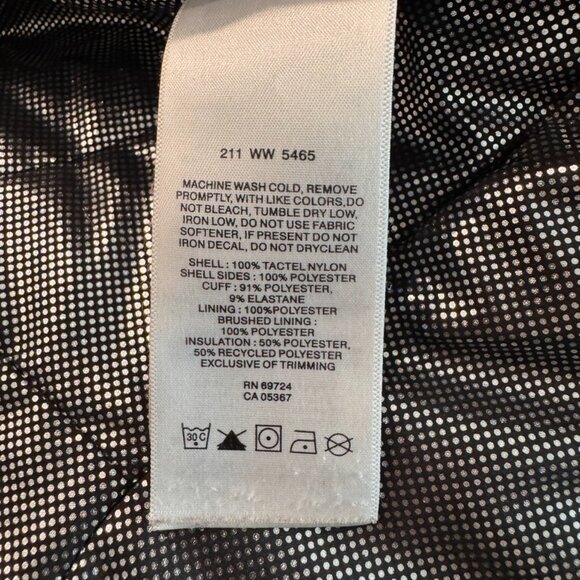 211 WW 5465
MACHINE WASH COLD, REMOVE
PROMPTLY, WITH LIKE COLORS,DO
NOT BLEACH, TUMBLE DRY LOW,
IRON LOW, DO NOT USE FABRIC
SOFTENER, IF PRESENT DO NOT
IRON DECAL, DO NOT DRYCLEAN
SHELL : 100% TACTEL NYLON
SHELL SIDES : 100% POLYESTER
CUFF : 91% POLYESTER,
9% ELASTANE
LINING : 100%POLYESTER
BRUSHED LINING :
100% POLYESTER
INSULATION : 50% POLYESTER,
50% RECYCLED POLYESTER
EXCLUSIVE OF TRIMMING
RN 69724
CA 05367
30C